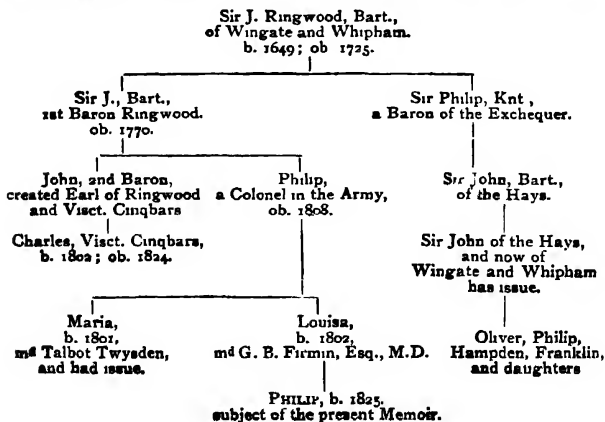 Sir J. Ringwood, Bart.,
of Wingate and Whipham.
b. 1649; ob 1725.
Sir J., Bart.,
1st Baron Ringwood.
ob. 1770.
Sir Philip, Knt,
a Baron of the Exchequer.
John, 2nd Baron,
created Earl of Ringwood
and Visct. Cinqbars
Philip,
a Colonel in the Army,
ob. 1808.
Sir John, Bart.,
of the Hays.
Charles, Visct. Cinqbars,
b. 1802; ob. 1824.
Sir John of the Hays,
and now of
Wingate and Whipham
has issue.
Maria,
b. 1801,
md Talbot Twysden,
and had issue.
Louisa,
b. 1802,
md G. B. Firmin, Esq., M.D.
Oliver, Philip,
Hampden, Franklin,
and daughters
PHILIP, b. 1825.
subject of the present Memoir.